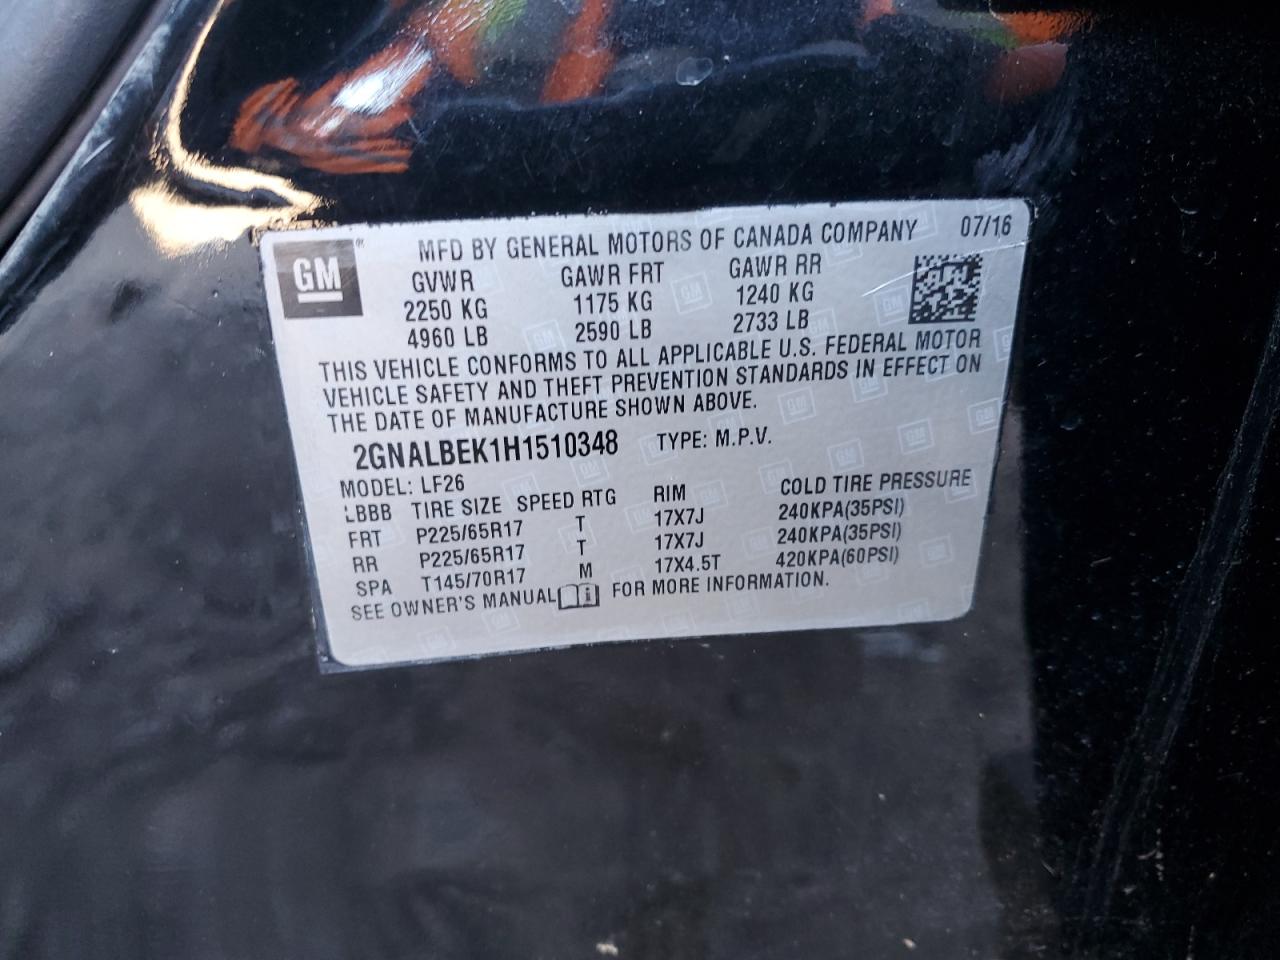 GM ® MFD BY GENERAL MOTORS OF CANADA COMPANY 07/16
GVWR GAWR FRT GAWR RR
2250 KG 1175 KG 1240 KG
4960 LB 2590 LB 2733 LB
THIS VEHICLE CONFORMS TO ALL APPLICABLE U.S. FEDERAL MOTOR
VEHICLE SAFETY AND THEFT PREVENTION STANDARDS IN EFFECT ON
THE DATE OF MANUFACTURE SHOWN ABOVE.
2GNALBEK1H1510348 TYPE: M.P.V.
MODEL: LF26
LBBB TIRE SIZE SPEED RTG RIM COLD TIRE PRESSURE
FRT P225/65R17 T 17X7J 240KPA(35PSI)
RR P225/65R17 T 17X7J 240KPA(35PSI)
SPA T145/70R17 M 17X4.5T 420KPA(60PSI)
SEE OWNER'S MANUAL i FOR MORE INFORMATION.